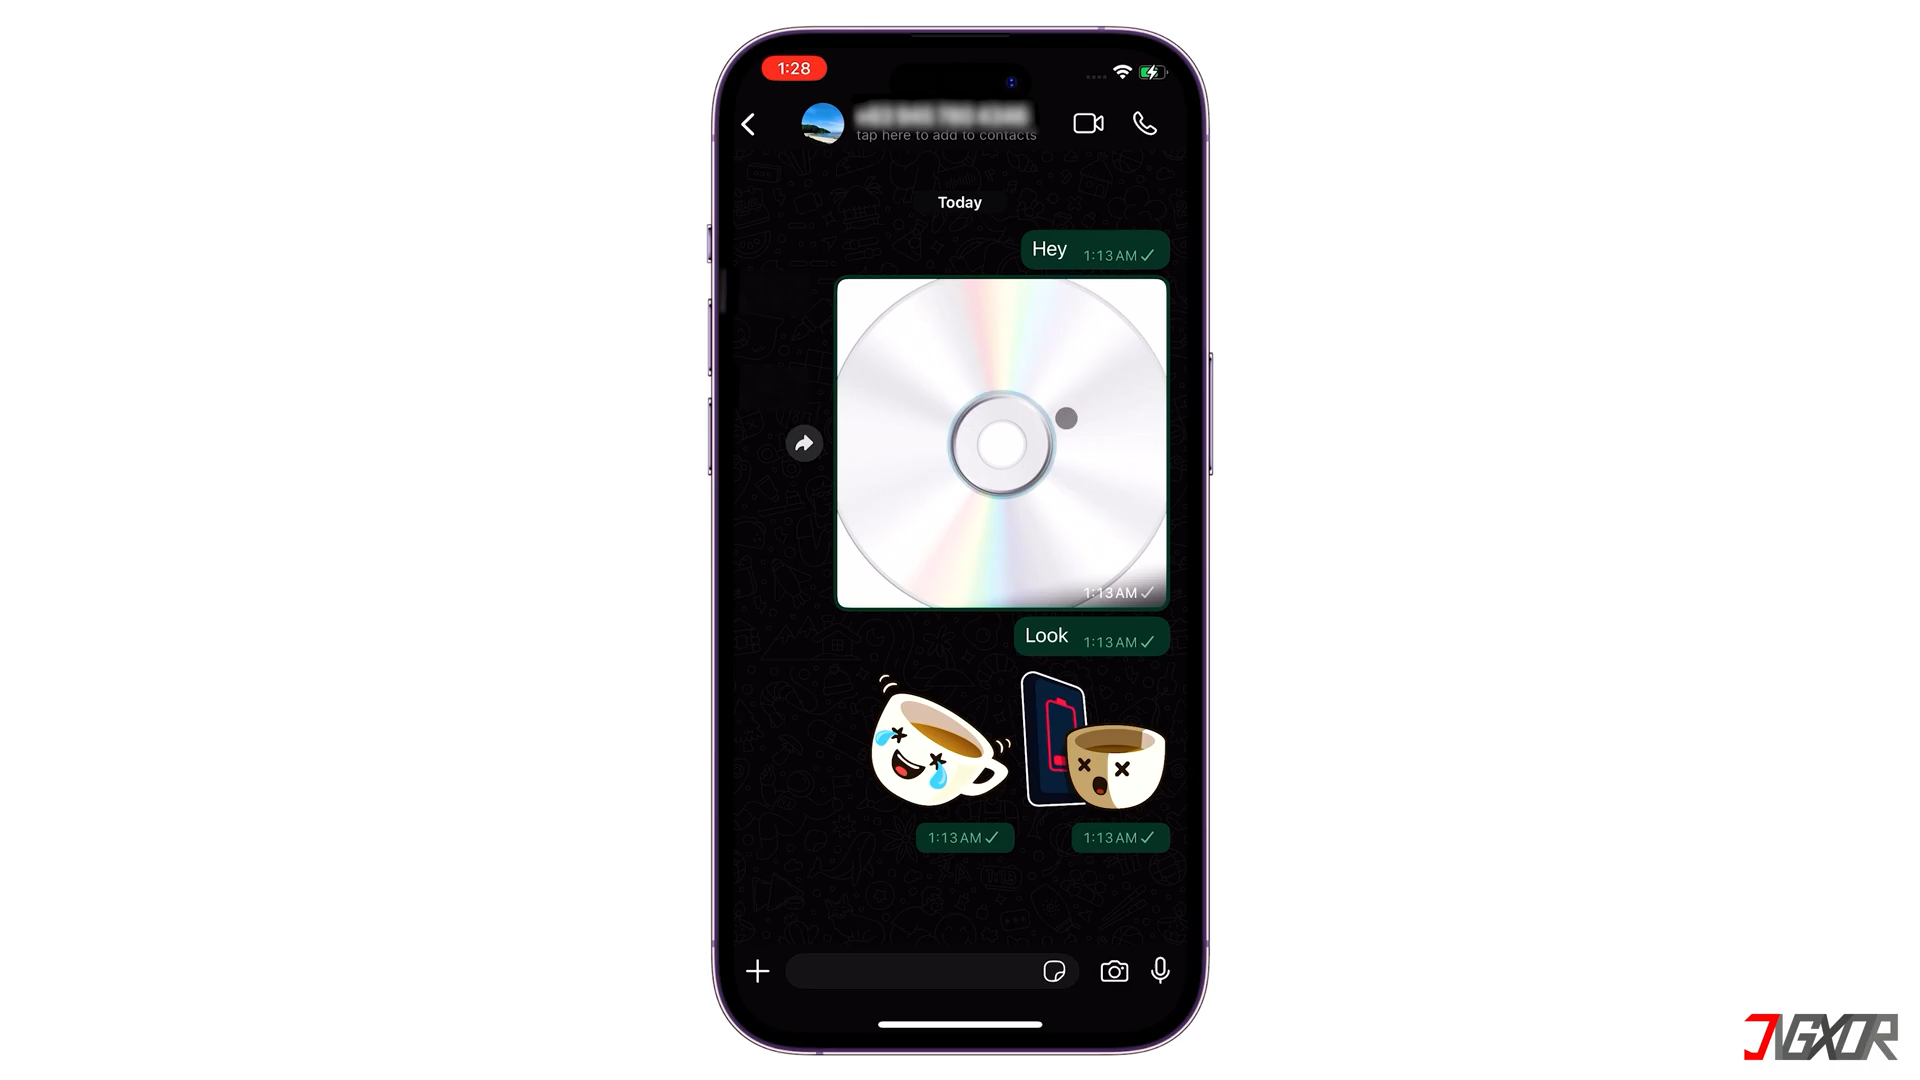 1:28
tap here to add to contacts
Today
Hey 1:13 AM
1:13 AM
Look 1:13 AM
1:13 AM 1:13 AM
JVGXOR